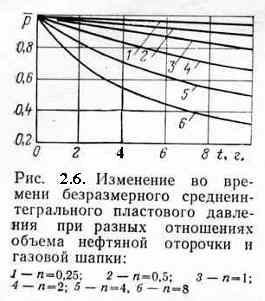 p̅
0,8
0,6
0,4
0,2
1 2 3 4
5
6
0 2 4 6 8 t, г.
Рис. 2.6. Изменение во вре-
мени безразмерного среднеин-
тегрального пластового давле-
ния при разных отношениях
объема нефтяной оторочки и
газовой шапки:
1 — n=0,25; 2 — n=0,5; 3 — n=1;
4 — n=2; 5 — n=4, 6 — n=8